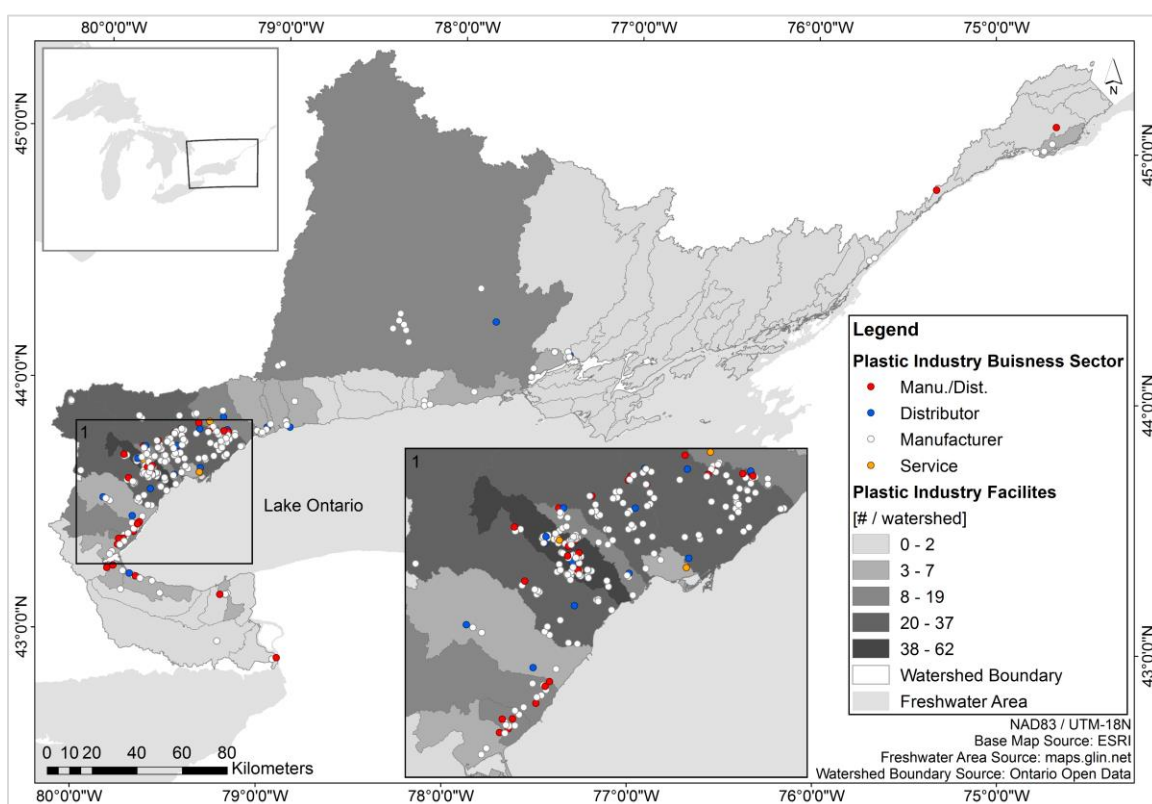 80°0'0"W 79°0'0"W 78°0'0"W 77°0'0"W 76°0'0"W 75°0'0"W
N
45°0'0"N
45°0'0"N
44°0'0"N
44°0'0"N
43°0'0"N
43°0'0"N
1
Lake Ontario
1
Legend
Plastic Industry Buisness Sector
Manu./Dist.
Distributor
Manufacturer
Service
Plastic Industry Facilites
[# / watershed]
0 - 2
3 - 7
8 - 19
20 - 37
38 - 62
Watershed Boundary
Freshwater Area
NAD83 / UTM-18N
Base Map Source: ESRI
Freshwater Area Source: maps.glin.net
Watershed Boundary Source: Ontario Open Data
0 10 20 40 60 80
Kilometers
80°0'0"W 79°0'0"W 78°0'0"W 77°0'0"W 76°0'0"W 75°0'0"W